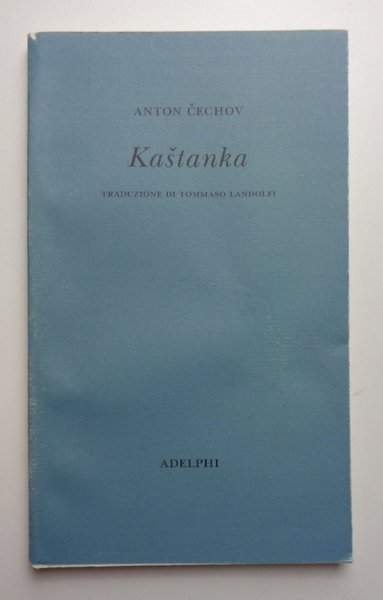 ANTON ČECHOV
Kaštanka
TRADUZIONE DI TOMMASO LANDOLFI
ADELPHI